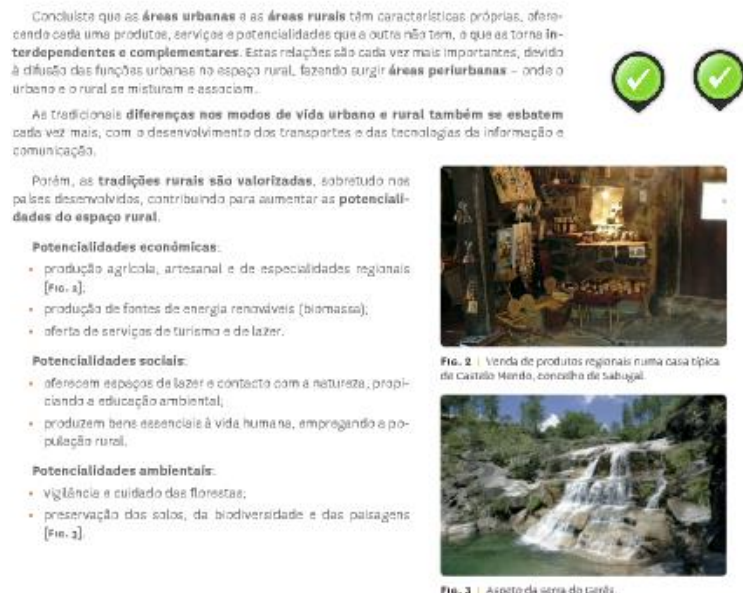 Concluíste que as áreas urbanas e as áreas rurais têm características próprias, ofere-
cendo cada uma produtos, serviços e potencialidades que a outra não tem, o que as torna in-
terdependentes e complementares. Estas relações são cada vez mais importantes, devido
à difusão das funções urbanas no espaço rural, fazendo surgir áreas periurbanas – onde o
urbano e o rural se misturam e associam.
As tradicionais diferenças nos modos de vida urbano e rural também se esbatem
cada vez mais, com o desenvolvimento dos transportes e das tecnologias da informação e
comunicação.
Porém, as tradições rurais são valorizadas, sobretudo nos
países desenvolvidos, contribuindo para aumentar as potenciali-
dades do espaço rural.
Potencialidades económicas:
• produção agrícola, artesanal e de especialidades regionais
[FIG. 2];
• produção de fontes de energia renováveis (biomassa);
• oferta de serviços de turismo e de lazer.
Potencialidades sociais:
• oferecem espaços de lazer e contacto com a natureza, propi-
ciando a educação ambiental;
• produzem bens essenciais à vida humana, empregando a po-
pulação rural.
Potencialidades ambientais:
• vigilância e cuidado das florestas;
• preservação dos solos, da biodiversidade e das paisagens
[FIG. 3].
FIG. 2 | Venda de produtos regionais numa casa típica
de Castelo Mendo, concelho de Sabugal.
FIG. 3 | Aspeto da serra do Gerês.